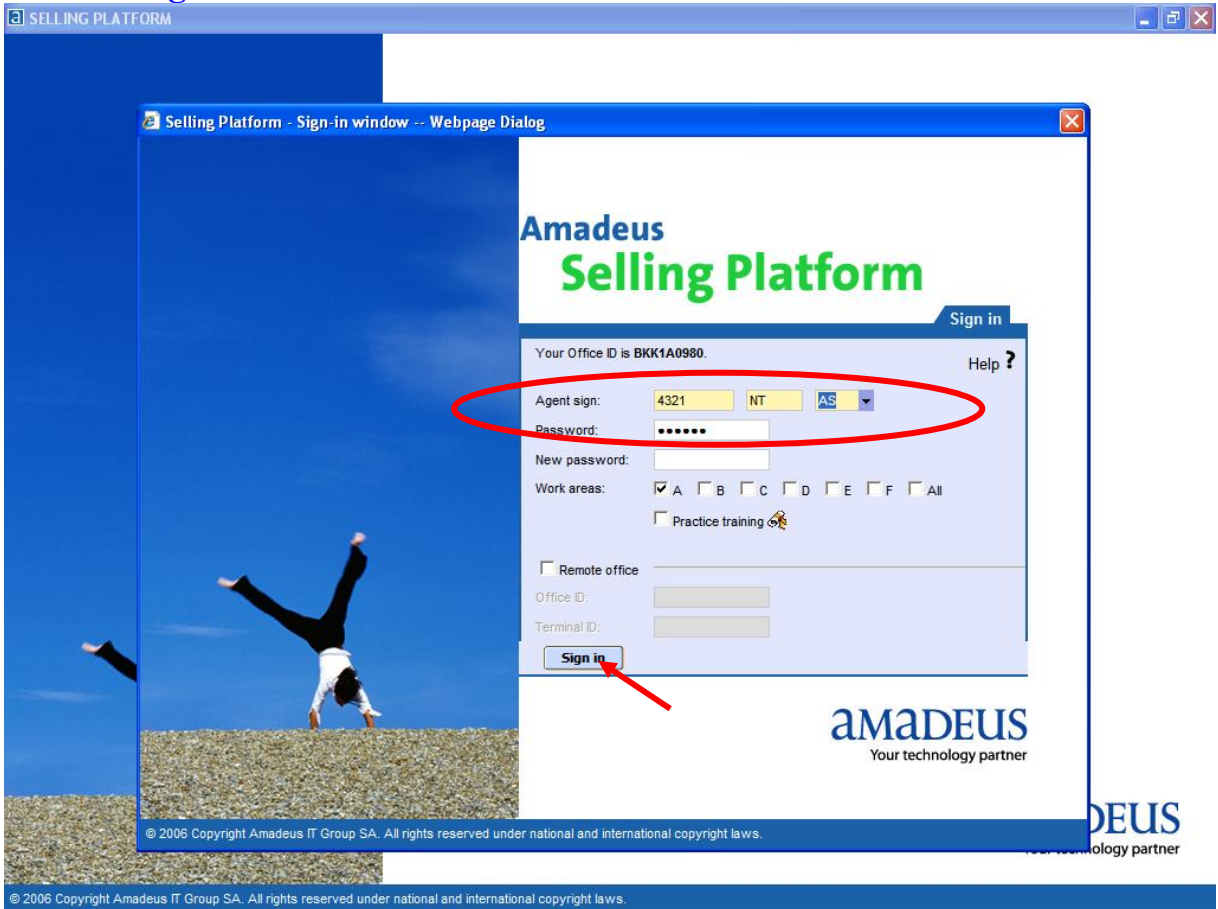 SELLING PLATFORM
Selling Platform - Sign-in window -- Webpage Dialog
Amadeus
Selling Platform
Sign in
Your Office ID is BKK1A0980.
Help ?
Agent sign: 4321 NT AS
Password: ••••••
New password:
Work areas: A B C D E F All
Practice training
Remote office
Office ID:
Terminal ID:
Sign in
amadeus
Your technology partner
DEUS
ology partner
© 2006 Copyright Amadeus IT Group SA. All rights reserved under national and international copyright laws.
© 2006 Copyright Amadeus IT Group SA. All rights reserved under national and international copyright laws.